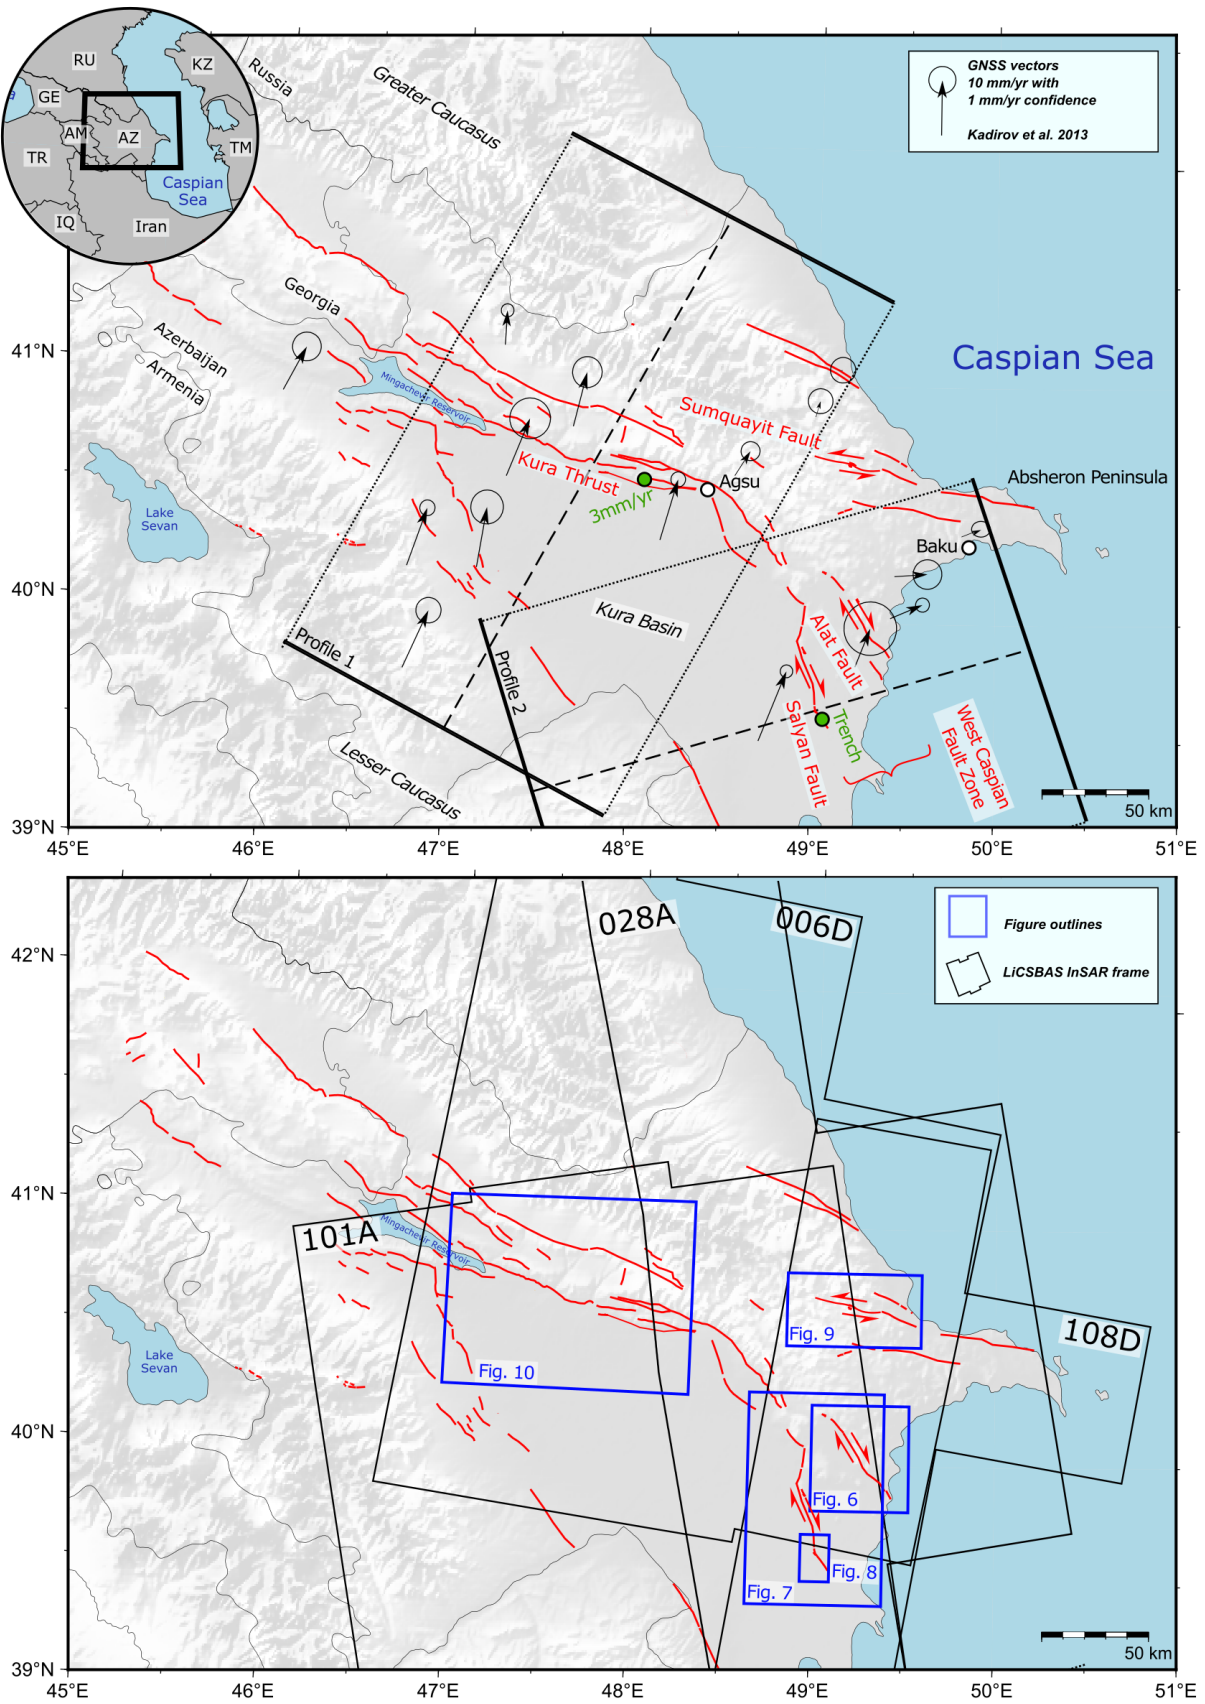 RU
KZ
GE
a
AM
AZ
TR
TM
Caspian
Sea
IQ
Iran
Russia
Greater Caucasus
GNSS vectors
10 mm/yr with
1 mm/yr confidence
Kadirov et al. 2013
Georgia
Azerbaijan
Armenia
41°N
Caspian Sea
Mingachevir Reservoir
Sumquayit Fault
Kura Thrust
Agsu
3mm/yr
Absheron Peninsula
Lake
Sevan
Baku
40°N
Kura Basin
Alat Fault
Profile 1
Profile 2
Salyan Fault
Trench
West Caspian
Fault Zone
Lesser Caucasus
50 km
39°N
45°E
46°E
47°E
48°E
49°E
50°E
51°E
028A
006D
Figure outlines
LiCSBAS InSAR frame
42°N
41°N
101A
Mingachevir Reservoir
Fig. 9
108D
Lake
Sevan
Fig. 10
40°N
Fig. 6
Fig. 8
Fig. 7
50 km
39°N
45°E
46°E
47°E
48°E
49°E
50°E
51°E